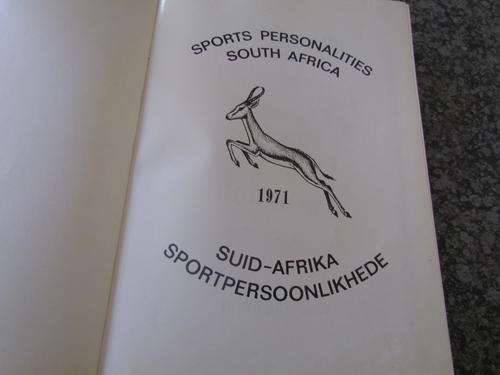 SPORTS PERSONALITIES
SOUTH AFRICA
1971
SUID-AFRIKA
SPORTPERSOONLIKHEDE